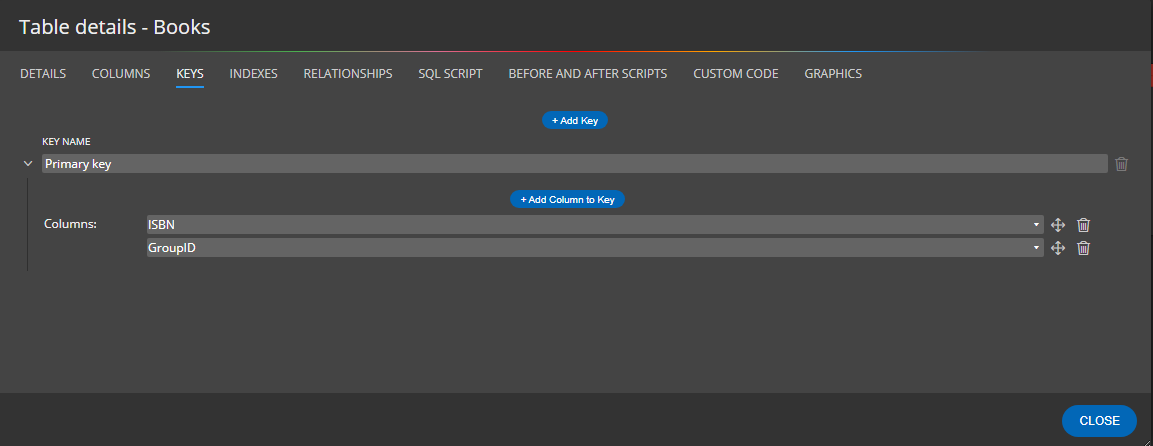 Table details - Books
DETAILS COLUMNS KEYS INDEXES RELATIONSHIPS SQL SCRIPT BEFORE AND AFTER SCRIPTS CUSTOM CODE GRAPHICS
+ Add Key
KEY NAME
Primary key
+ Add Column to Key
Columns: ISBN
GroupID
CLOSE